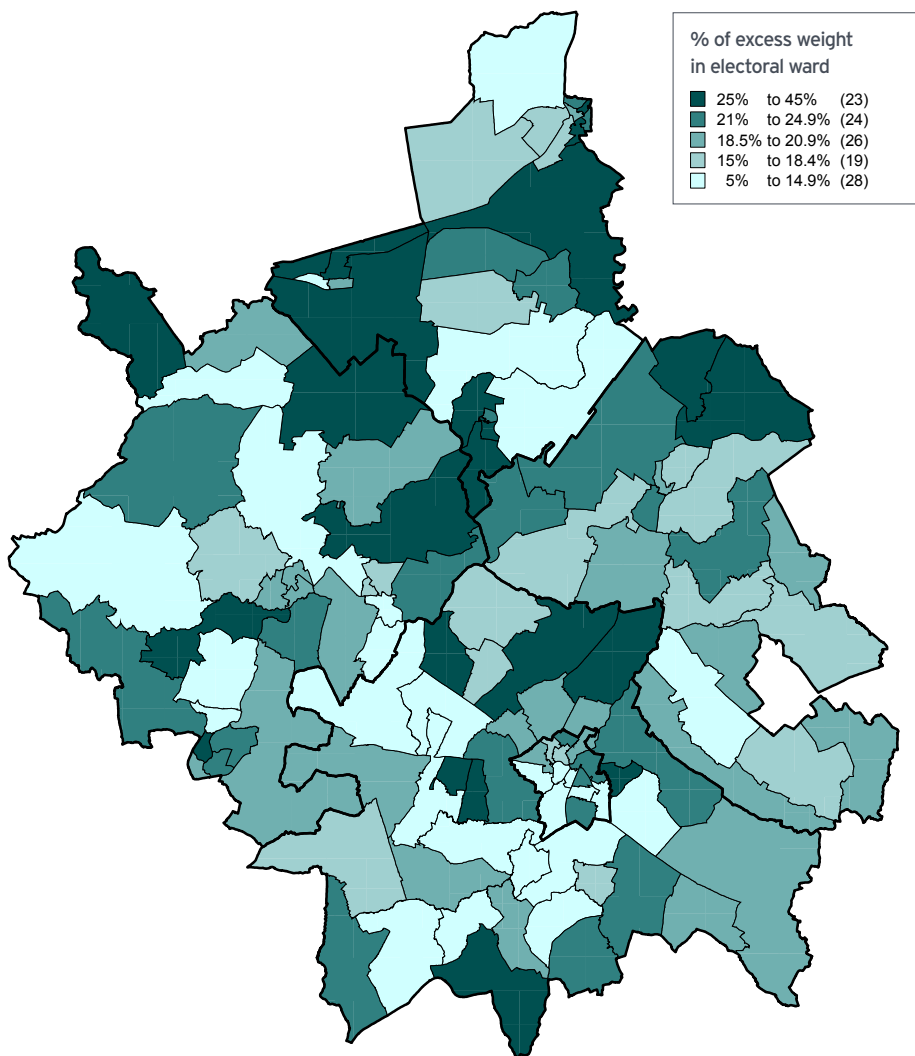 % of excess weight
in electoral ward
25% to 45% (23)
21% to 24.9% (24)
18.5% to 20.9% (26)
15% to 18.4% (19)
5% to 14.9% (28)